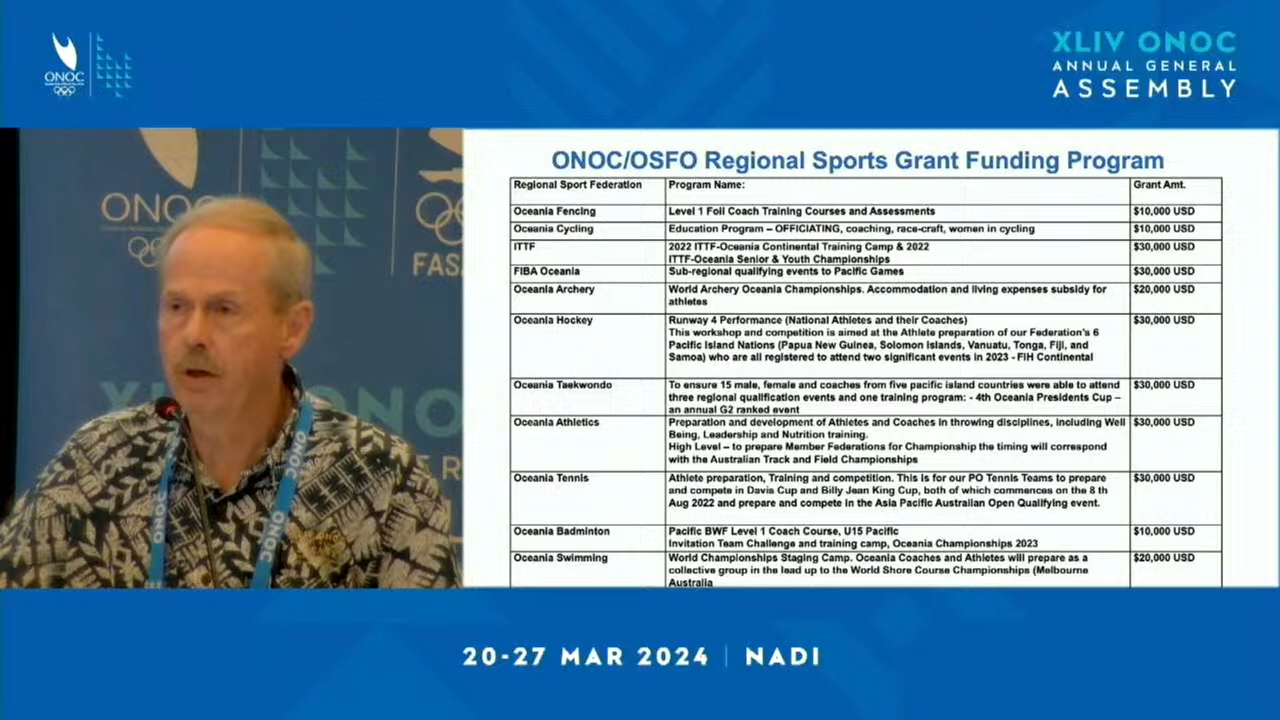 ONOC
XLIV ONOC
ANNUAL GENERAL
ASSEMBLY
ONOC
FAS
XL ONOC
ER
ONOC
ONOC
ONOC
ONOC/OSFO Regional Sports Grant Funding Program
Regional Sport Federation Program Name: Grant Amt.
Oceania Fencing Level 1 Foil Coach Training Courses and Assessments $10,000 USD
Oceania Cycling Education Program – OFFICIATING, coaching, race-craft, women in cycling $10,000 USD
ITTF 2022 ITTF-Oceania Continental Training Camp & 2022 $30,000 USD
ITTF-Oceania Senior & Youth Championships
FIBA Oceania Sub-regional qualifying events to Pacific Games $30,000 USD
Oceania Archery World Archery Oceania Championships. Accommodation and living expenses subsidy for $20,000 USD
athletes
Oceania Hockey Runway 4 Performance (National Athletes and their Coaches) $30,000 USD
This workshop and competition is aimed at the Athlete preparation of our Federation's 6
Pacific Island Nations (Papua New Guinea, Solomon Islands, Vanuatu, Tonga, Fiji, and
Samoa) who are all registered to attend two significant events in 2023 - FIH Continental
Oceania Taekwondo To ensure 15 male, female and coaches from five pacific island countries were able to attend $30,000 USD
three regional qualification events and one training program: - 4th Oceania Presidents Cup –
an annual G2 ranked event
Oceania Athletics Preparation and development of Athletes and Coaches in throwing disciplines, including Well $30,000 USD
Being, Leadership and Nutrition training.
High Level – to prepare Member Federations for Championship the timing will correspond
with the Australian Track and Field Championships
Oceania Tennis Athlete preparation, Training and competition. This is for our PO Tennis Teams to prepare $30,000 USD
and compete in Davis Cup and Billy Jean King Cup, both of which commences on the 8 th
Aug 2022 and prepare and compete in the Asia Pacific Australian Open Qualifying event.
Oceania Badminton Pacific BWF Level 1 Coach Course, U15 Pacific $10,000 USD
Invitation Team Challenge and training camp, Oceania Championships 2023
Oceania Swimming World Championships Staging Camp. Oceania Coaches and Athletes will prepare as a $20,000 USD
collective group in the lead up to the World Shore Course Championships (Melbourne
Australia
20-27 MAR 2024 | NADI